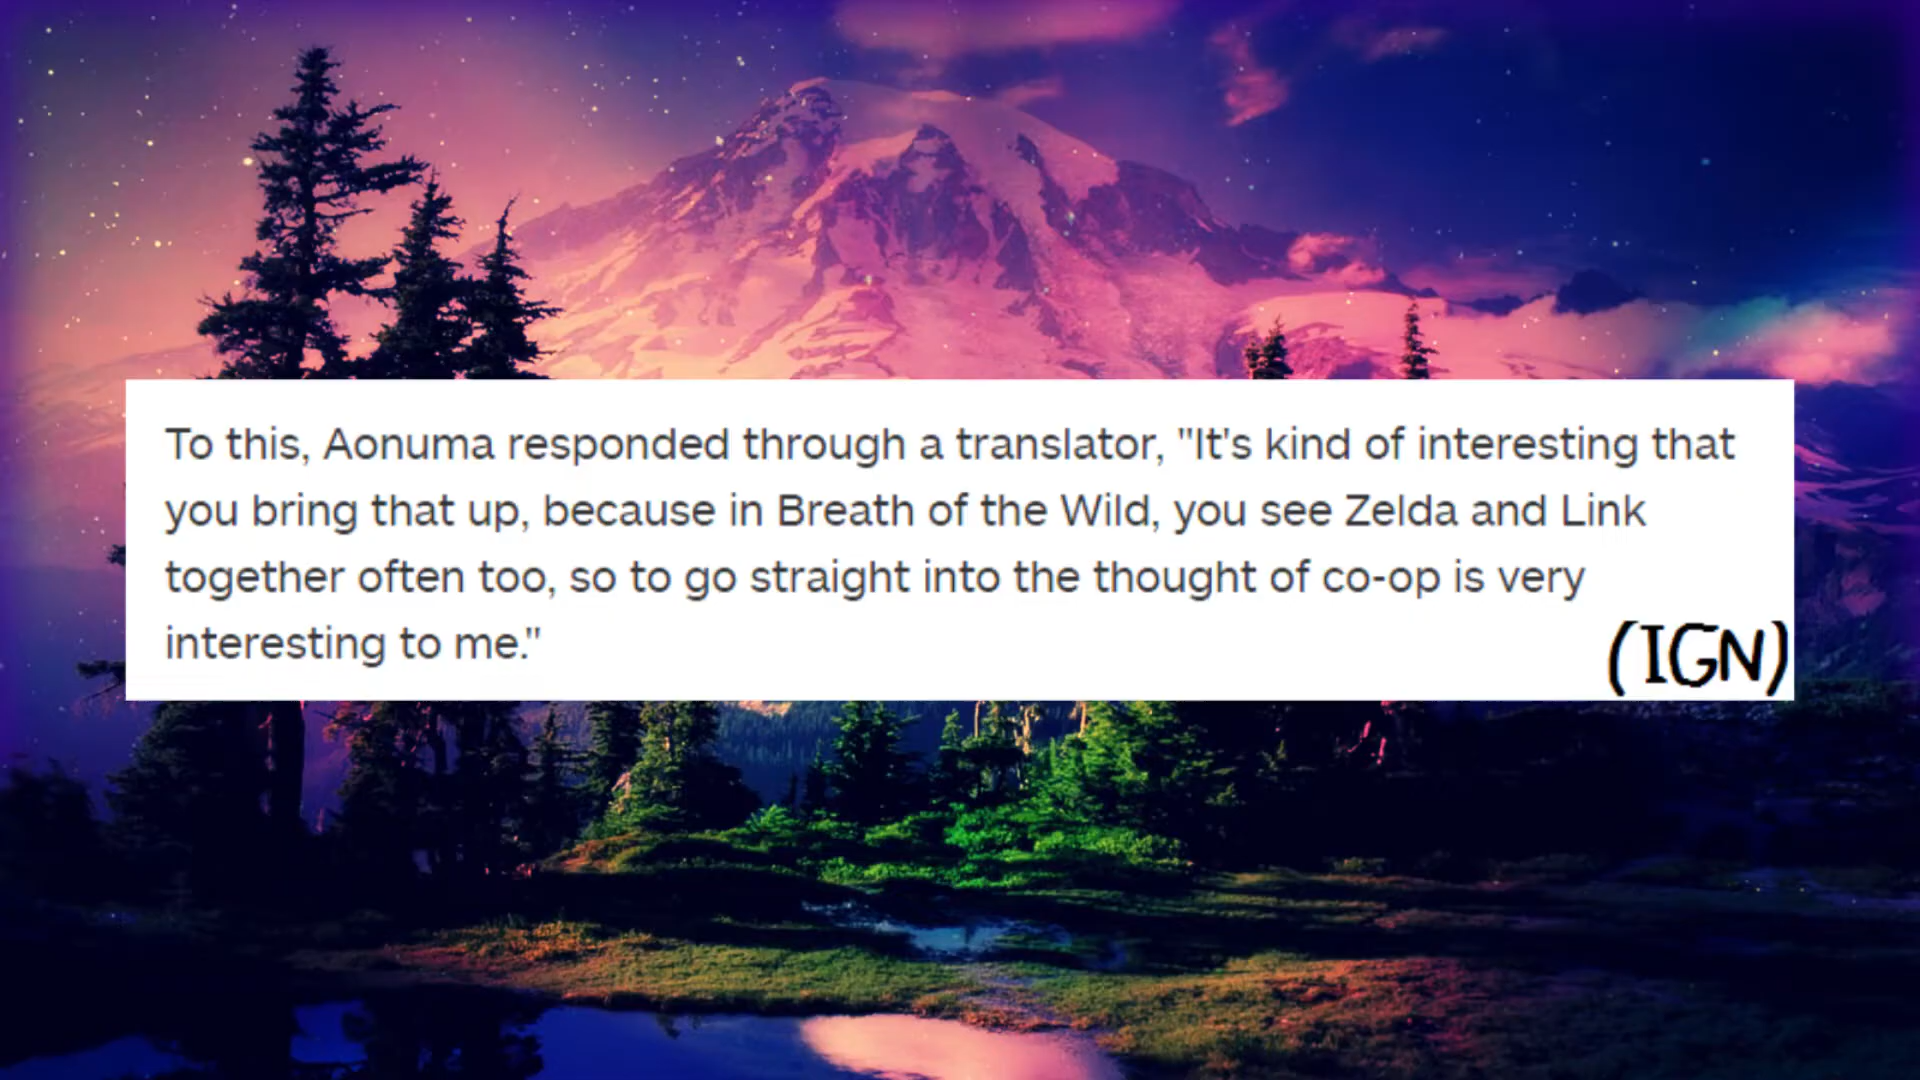 To this, Aonuma responded through a translator, "It's kind of interesting that
you bring that up, because in Breath of the Wild, you see Zelda and Link
together often too, so to go straight into the thought of co-op is very
interesting to me."
(IGN)